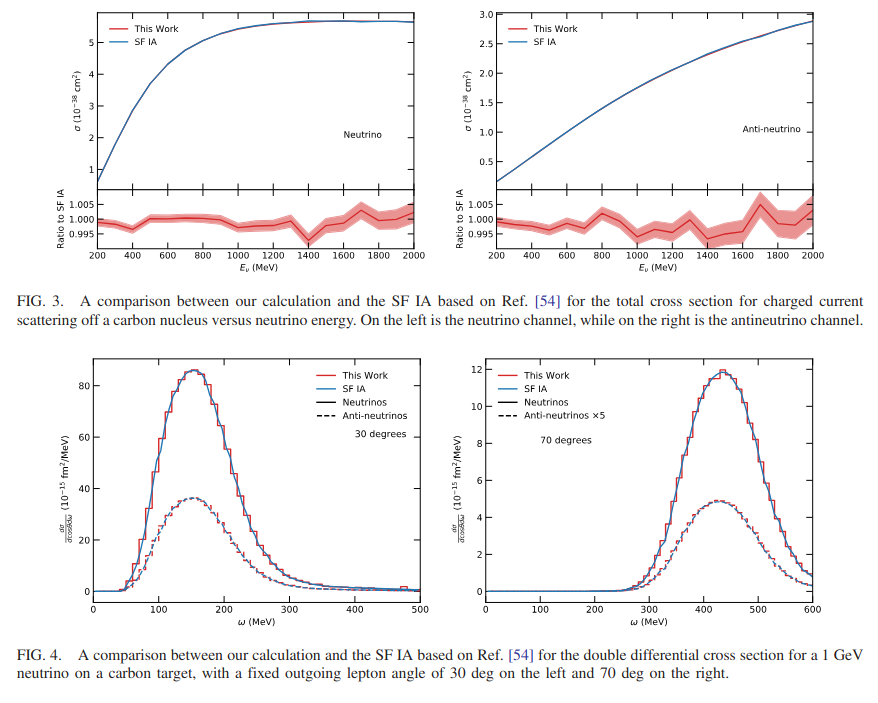 This Work
SF IA
Neutrino
σ (10⁻³⁸ cm²)
5
4
3
2
1
Ratio to SF IA
1.005
1.000
0.995
200 400 600 800 1000 1200 1400 1600 1800 2000
Eν (MeV)
This Work
SF IA
Anti-neutrino
σ (10⁻³⁸ cm²)
3.0
2.5
2.0
1.5
1.0
0.5
Ratio to SF IA
1.005
1.000
0.995
200 400 600 800 1000 1200 1400 1600 1800 2000
Eν (MeV)
FIG. 3. A comparison between our calculation and the SF IA based on Ref. [54] for the total cross section for charged current
scattering off a carbon nucleus versus neutrino energy. On the left is the neutrino channel, while on the right is the antineutrino channel.
This Work
SF IA
Neutrinos
Anti-neutrinos
30 degrees
dσ/dcosθdω (10⁻¹⁵ fm²/MeV)
80
60
40
20
0
0 100 200 300 400 500
ω (MeV)
This Work
SF IA
Neutrinos
Anti-neutrinos ×5
70 degrees
dσ/dcosθdω (10⁻¹⁵ fm²/MeV)
12
10
8
6
4
2
0
0 100 200 300 400 500 600
ω (MeV)
FIG. 4. A comparison between our calculation and the SF IA based on Ref. [54] for the double differential cross section for a 1 GeV
neutrino on a carbon target, with a fixed outgoing lepton angle of 30 deg on the left and 70 deg on the right.